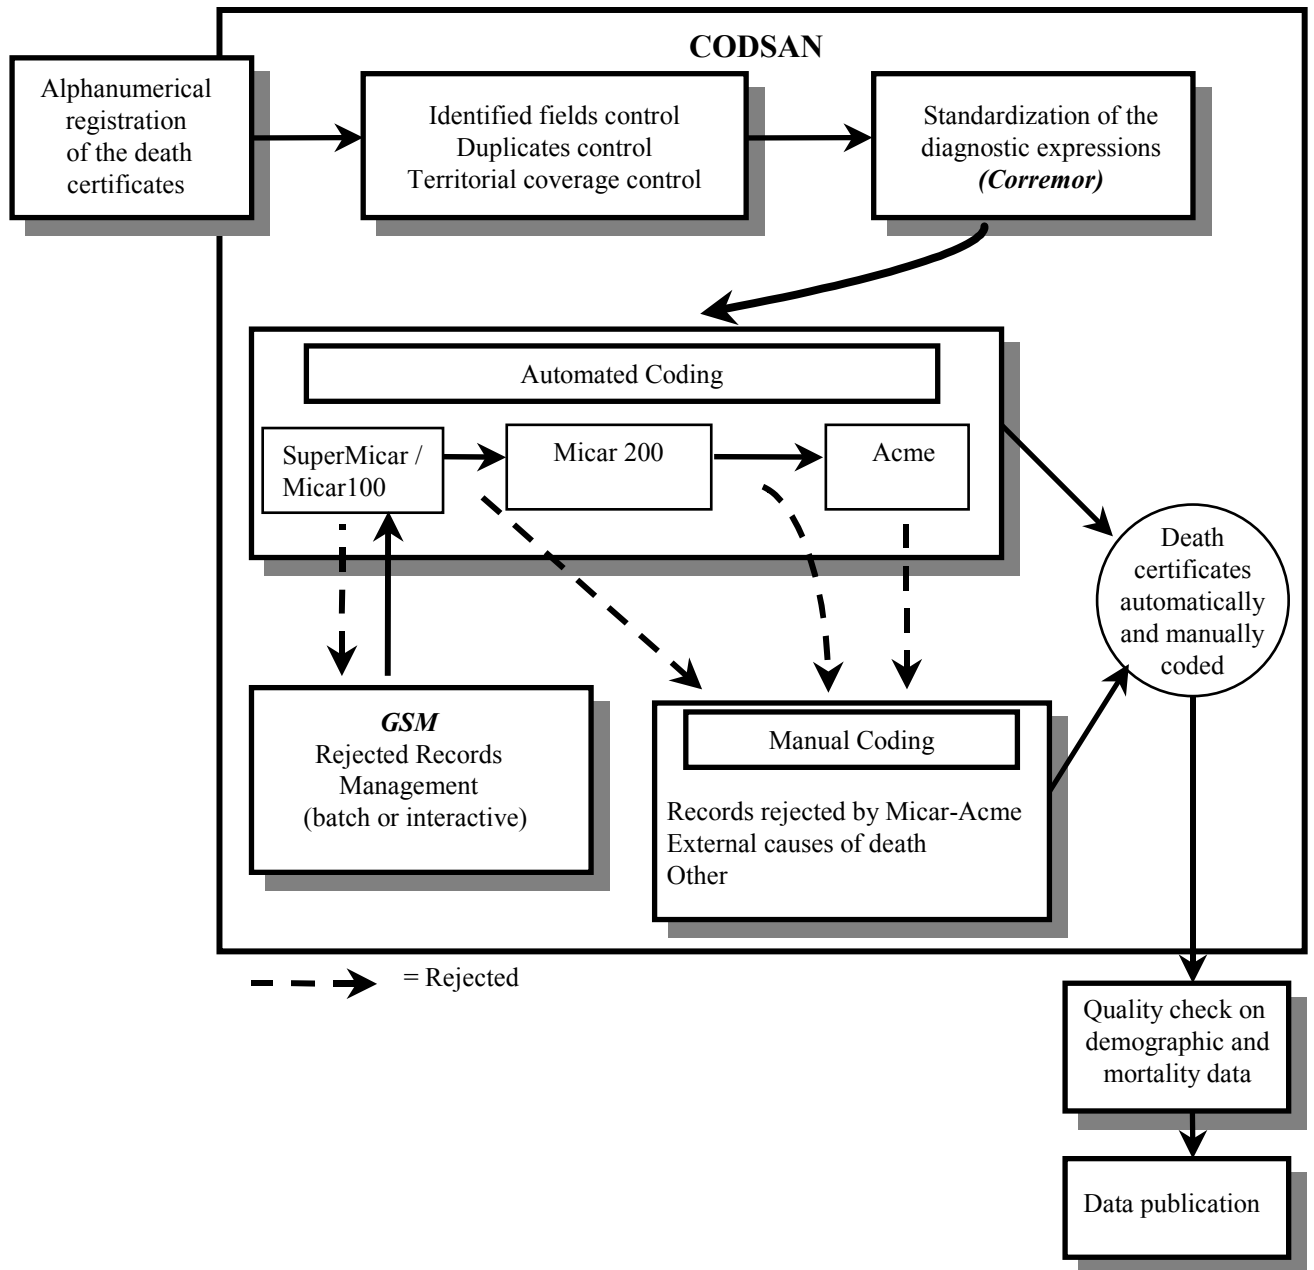 CODSAN
Alphanumerical
registration
of the death
certificates
Identified fields control
Duplicates control
Territorial coverage control
Standardization of the
diagnostic expressions
(Corremor)
Automated Coding
SuperMicar /
Micar100
Micar 200
Acme
Death
certificates
automatically
and manually
coded
GSM
Rejected Records
Management
(batch or interactive)
Manual Coding
Records rejected by Micar-Acme
External causes of death
Other
= Rejected
Quality check on
demographic and
mortality data
Data publication